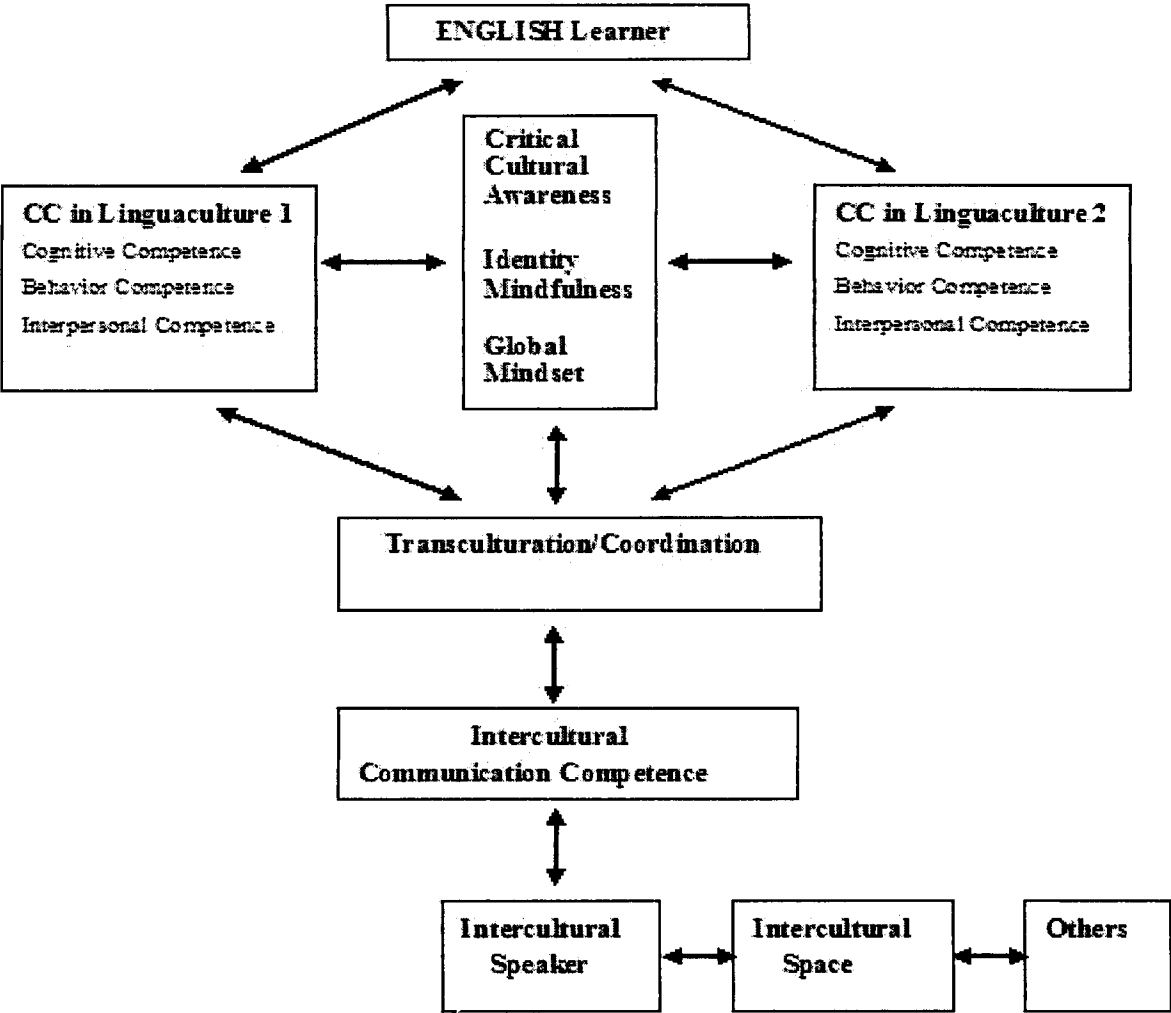 ENGLISH Learner
Critical
Cultural
Awareness
Identity
Mindfulness
Global
Mindset
CC in Linguaculture 1
Cognitive Competence
Behavior Competence
Interpersonal Competence
CC in Linguaculture 2
Cognitive Competence
Behavior Competence
Interpersonal Competence
Transculturation/Coordination
Intercultural
Communication Competence
Intercultural
Speaker
Intercultural
Space
Others